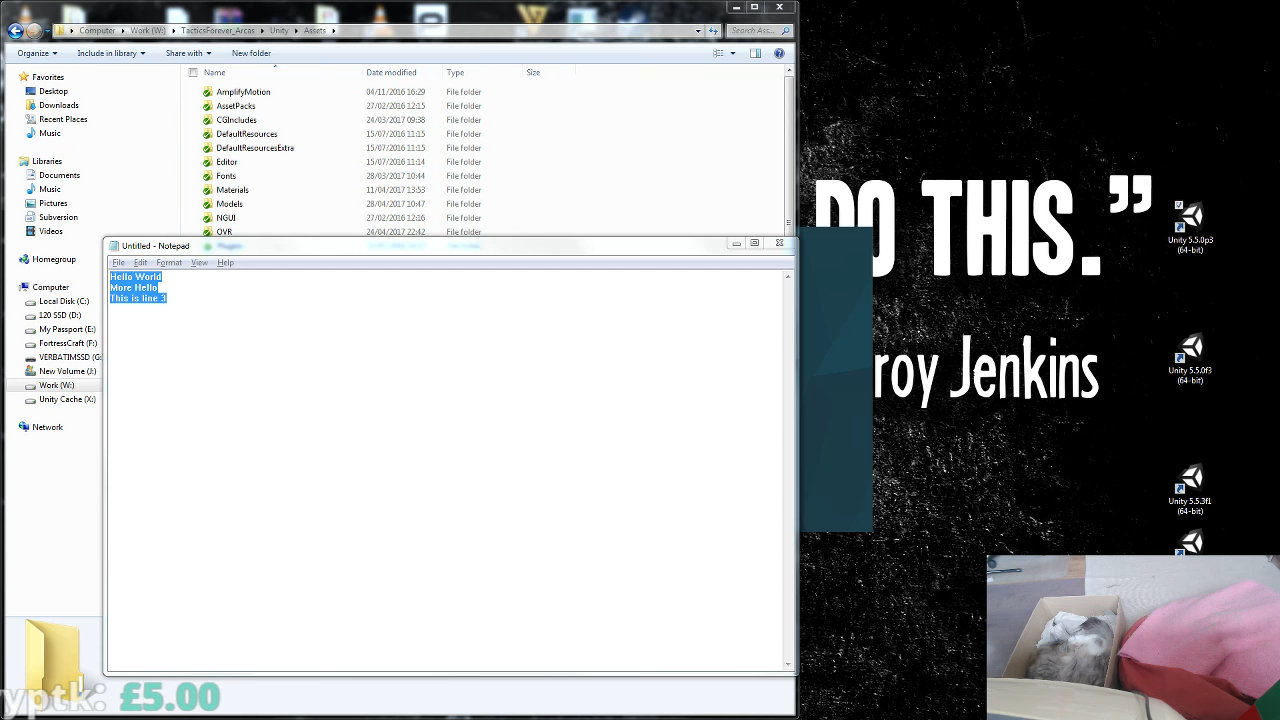 Computer
Work (W:)
TacticsForever_Arcas
Unity
Assets
Search Ass...
Organize
Include in library
Share with
New folder
Name
Date modified
Type
Size
Favorites
Desktop
Downloads
Recent Places
Music
Libraries
Documents
Music
Pictures
Subversion
Videos
Homegroup
Computer
Local Disk (C:)
120 SSD (D:)
My Passport (E:)
FortressCraft (F:)
VERBATIMSSD (G:
New Volume (J:)
Work (W:)
Unity Cache (X:)
Network
AmplifyMotion 04/11/2016 16:29 File folder
AssetPacks 27/02/2016 12:15 File folder
CGIncludes 24/03/2017 09:38 File folder
DefaultResources 15/07/2016 11:15 File folder
DefaultResourcesExtra 15/07/2016 11:15 File folder
Editor 15/07/2016 11:14 File folder
Fonts 28/03/2017 10:44 File folder
Materials 11/04/2017 13:53 File folder
Models 28/04/2017 10:47 File folder
NGUI 27/02/2016 12:16 File folder
OVR 24/04/2017 22:42 File folder
Untitled - Notepad
File Edit Format View Help
Hello World
More Hello
This is line 3
DO THIS.”
roy Jenkins
Unity 5.5.0p3
(64-bit)
Unity 5.5.0f3
(64-bit)
Unity 5.5.3f1
(64-bit)
yptk: £5.00